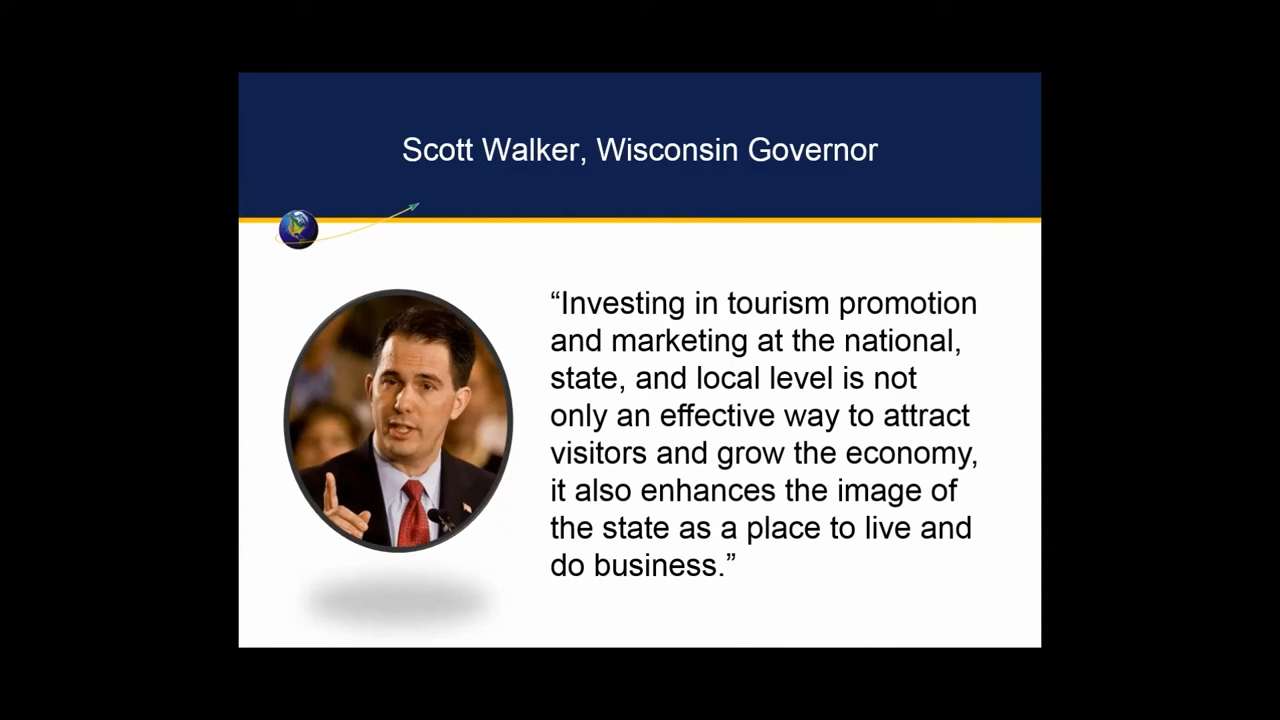 Scott Walker, Wisconsin Governor
“Investing in tourism promotion
and marketing at the national,
state, and local level is not
only an effective way to attract
visitors and grow the economy,
it also enhances the image of
the state as a place to live and
do business.”